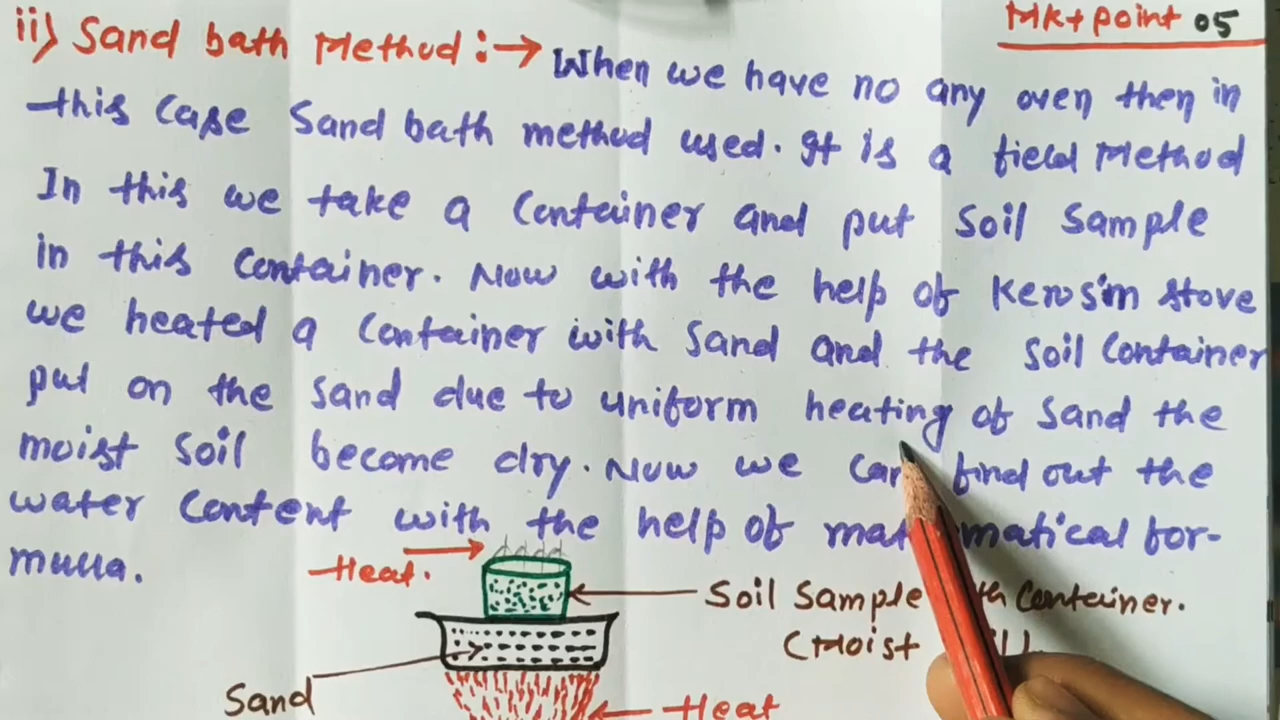 Mkt point 05
ii) Sand bath Method :→ When we have no any oven then in
this Case Sand bath method used. It is a field Method
In this we take a Container and put Soil Sample
in this Container. Now with the help of Kerosin stove
we heated a Container with Sand and the Soil Container
put on the Sand due to uniform heating of Sand the
moist Soil become dry. Now we can find out the
water Content with the help of mathematical for-
mulla.
Heat.
Soil Sample Container.
(Moist
Sand
Heat